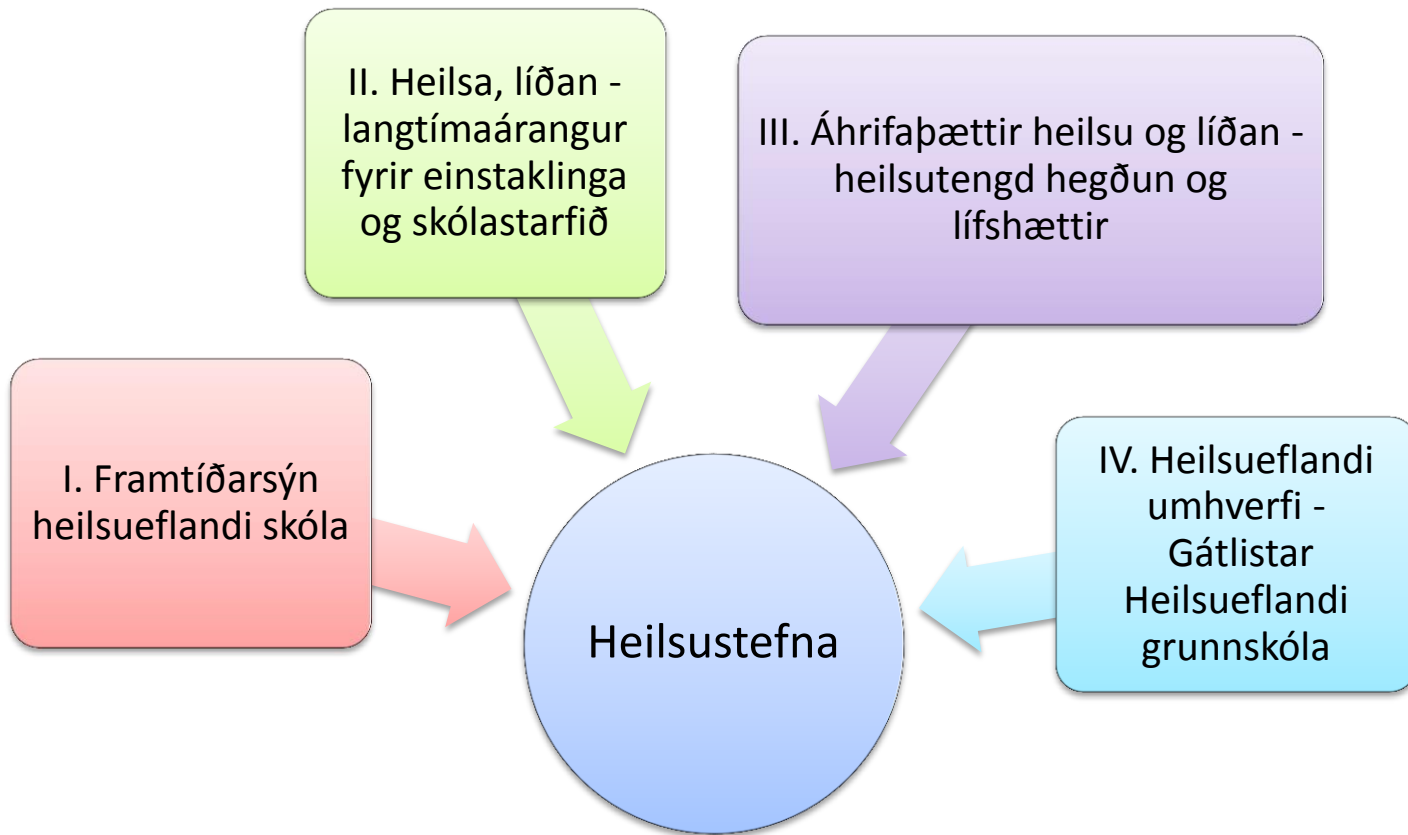 I. Framtíðarsýn
heilsueflandi skóla
II. Heilsa, líðan -
langtímaárangur
fyrir einstaklinga
og skólastarfið
III. Áhrifaþættir heilsu og líðan -
heilsutengd hegðun og
lífshættir
IV. Heilsueflandi
umhverfi -
Gátlistar
Heilsueflandi
grunnskóla
Heilsustefna